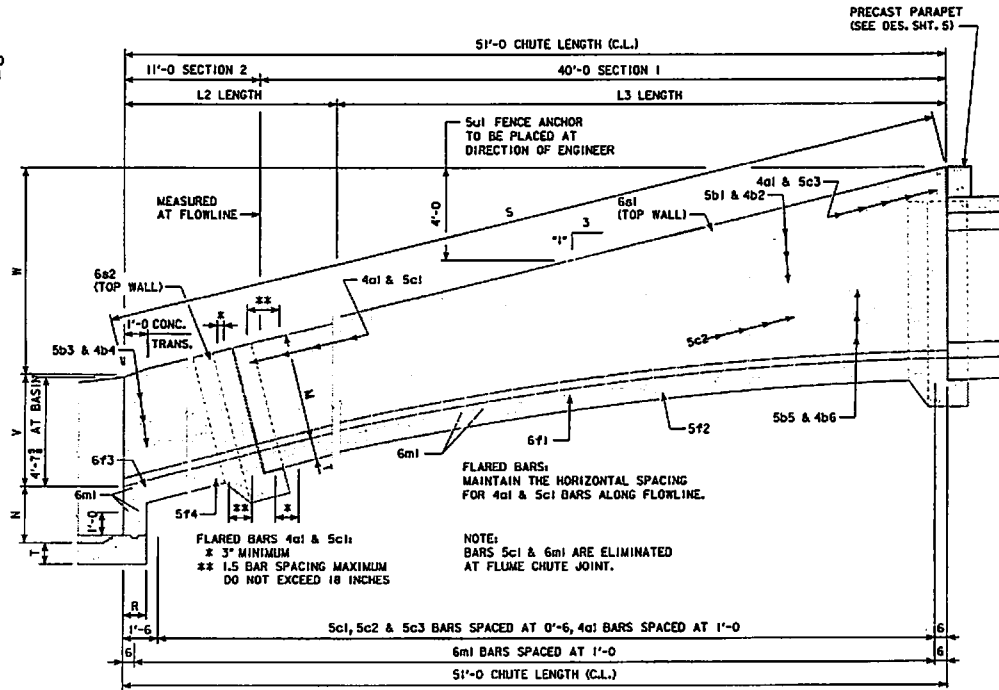 PRECAST PARAPET
(SEE DES. SHT. 5)
51'-0 CHUTE LENGTH (C.L.)
11'-0 SECTION 2
40'-0 SECTION 1
L2 LENGTH
L3 LENGTH
5u1 FENCE ANCHOR
TO BE PLACED AT
DIRECTION OF ENGINEER
MEASURED
AT FLOWLINE
4'-0
S
3
"1"
6s1
(TOP WALL)
5b1 & 4b2
4a1 & 5c3
W
6s2
(TOP WALL)
**
*
4a1 & 5c1
1'-0 CONC.
TRANS.
5b3 & 4b4
5c2
M
V
4'-7⅜ AT BASIN
5b5 & 4b6
6f3
6m1
6m1
6f1
5f2
FLARED BARS:
MAINTAIN THE HORIZONTAL SPACING
FOR 4a1 & 5c1 BARS ALONG FLOWLINE.
N
1'-0
T
5f4
**
*
FLARED BARS 4a1 & 5c1:
* 3" MINIMUM
** 1.5 BAR SPACING MAXIMUM
DO NOT EXCEED 18 INCHES
NOTE:
BARS 5c1 & 6m1 ARE ELIMINATED
AT FLUME CHUTE JOINT.
R
1'-6
5c1, 5c2 & 5c3 BARS SPACED AT 0'-6, 4a1 BARS SPACED AT 1'-0
6
6
6m1 BARS SPACED AT 1'-0
6
51'-0 CHUTE LENGTH (C.L.)